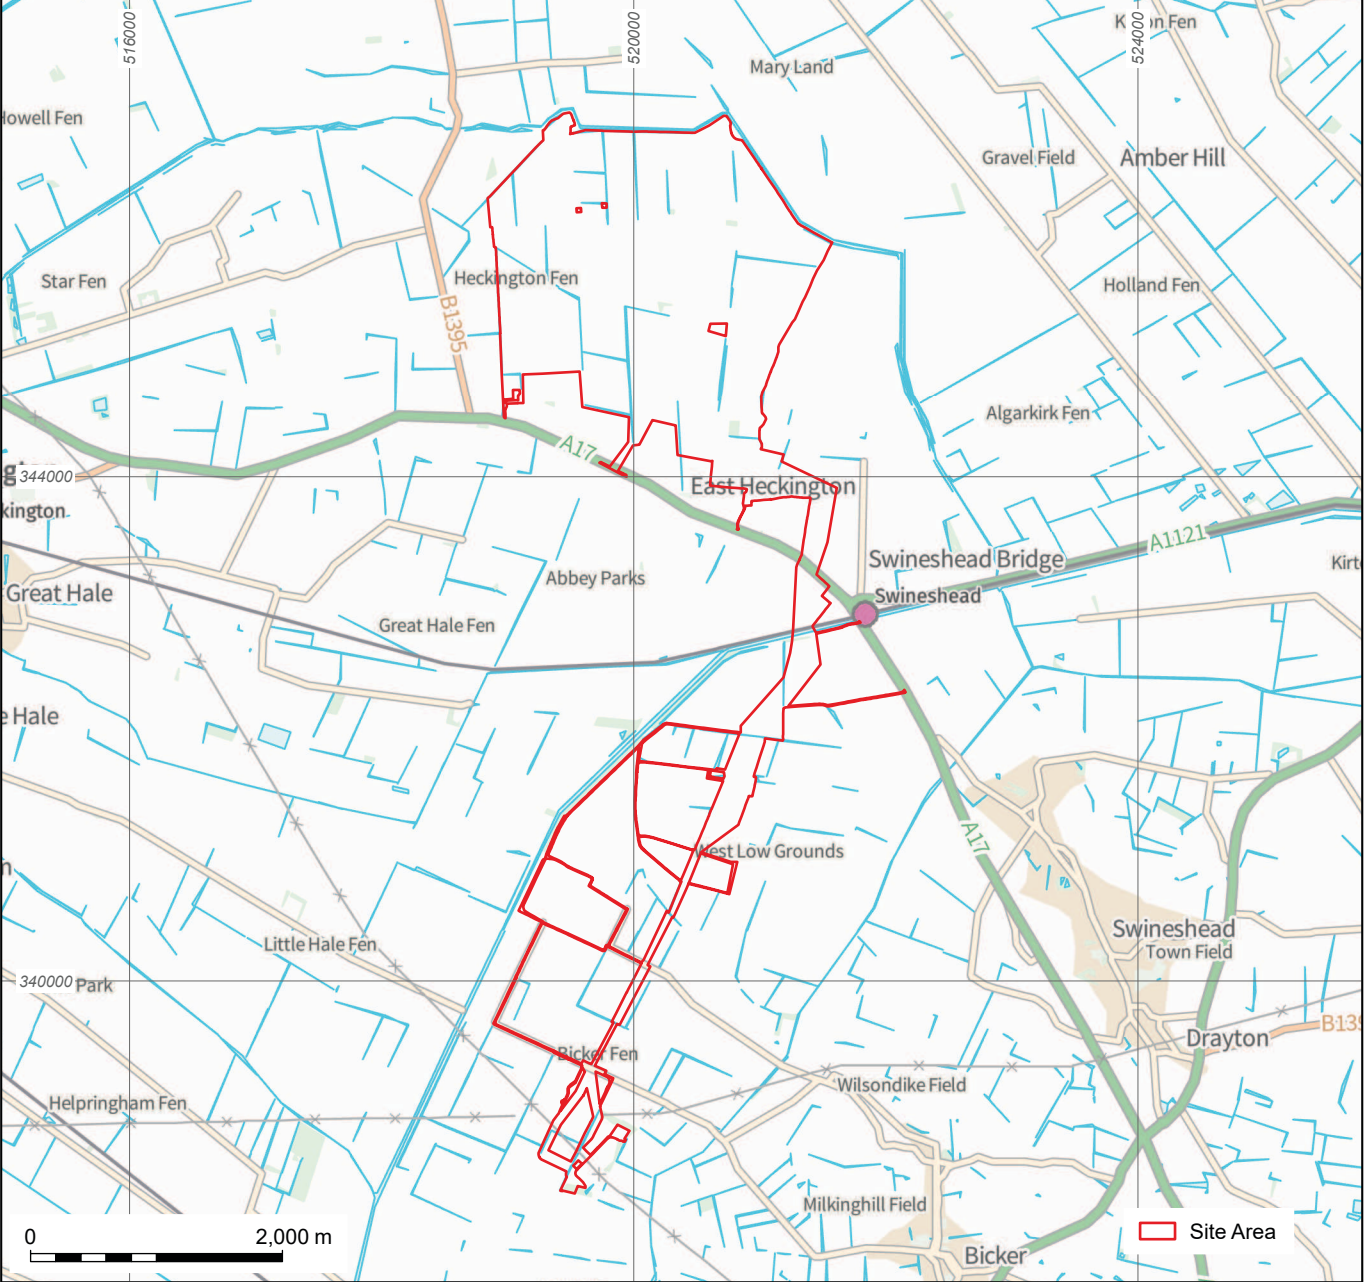 516000
520000
524000
Mary Land
Howell Fen
Gravel Field
Amber Hill
Star Fen
Heckington Fen
Holland Fen
B1395
Algarkirk Fen
A17
344000
East Heckington
kington
A1121
Swineshead Bridge
Abbey Parks
Swineshead
Great Hale
Great Hale Fen
e Hale
A17
West Low Grounds
Swineshead
Town Field
Little Hale Fen
340000
Park
Drayton
Bicker Fen
Wilsondike Field
Helpringham Fen
Milkinghill Field
0
2,000 m
Site Area
Bicker